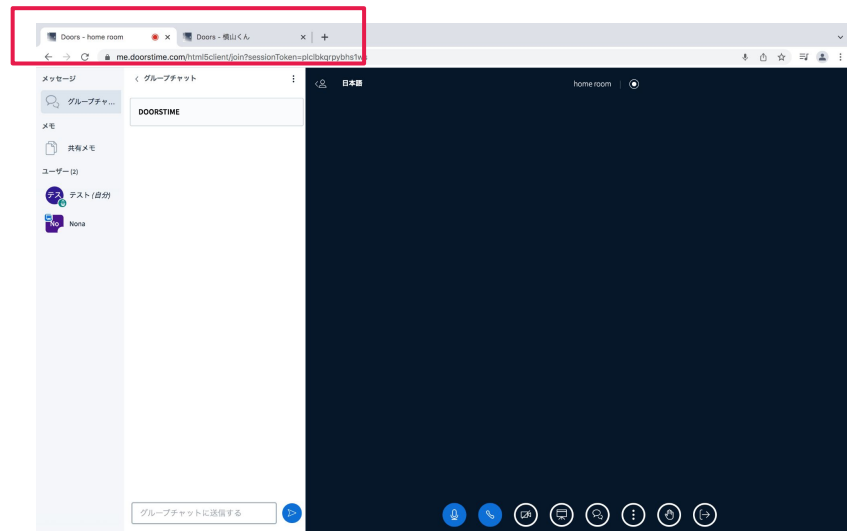 Doors - home room
Doors - 横山くん
me.doorstime.com/html5client/join?sessionToken=plclbkqrpybhs1w
メッセージ
グループチャ...
メモ
共有メモ
ユーザー (2)
テス テスト (自分)
No Nona
グループチャット
DOORSTIME
グループチャットに送信する
日本語
home room